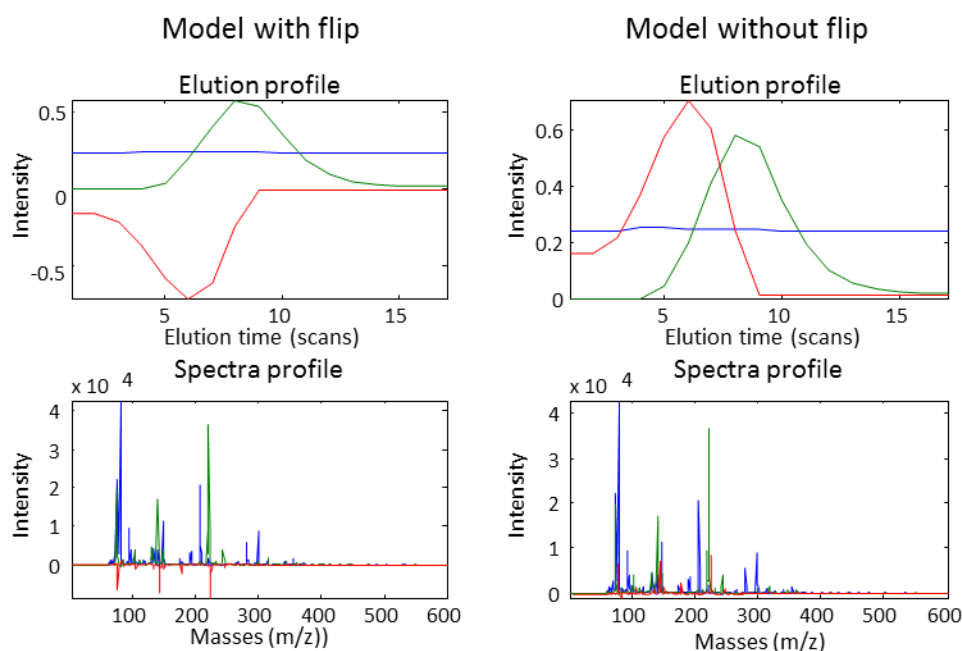 Model with flip
Model without flip
Elution profile
Intensity
0.5
0
-0.5
5
10
15
Elution time (scans)
Elution profile
Intensity
0.6
0.4
0.2
0
5
10
15
Elution time (scans)
Spectra profile
x 10 4
Intensity
4
3
2
1
0
100
200
300
400
500
600
Masses (m/z))
Spectra profile
x 10 4
Intensity
4
3
2
1
0
100
200
300
400
500
600
Masses (m/z)